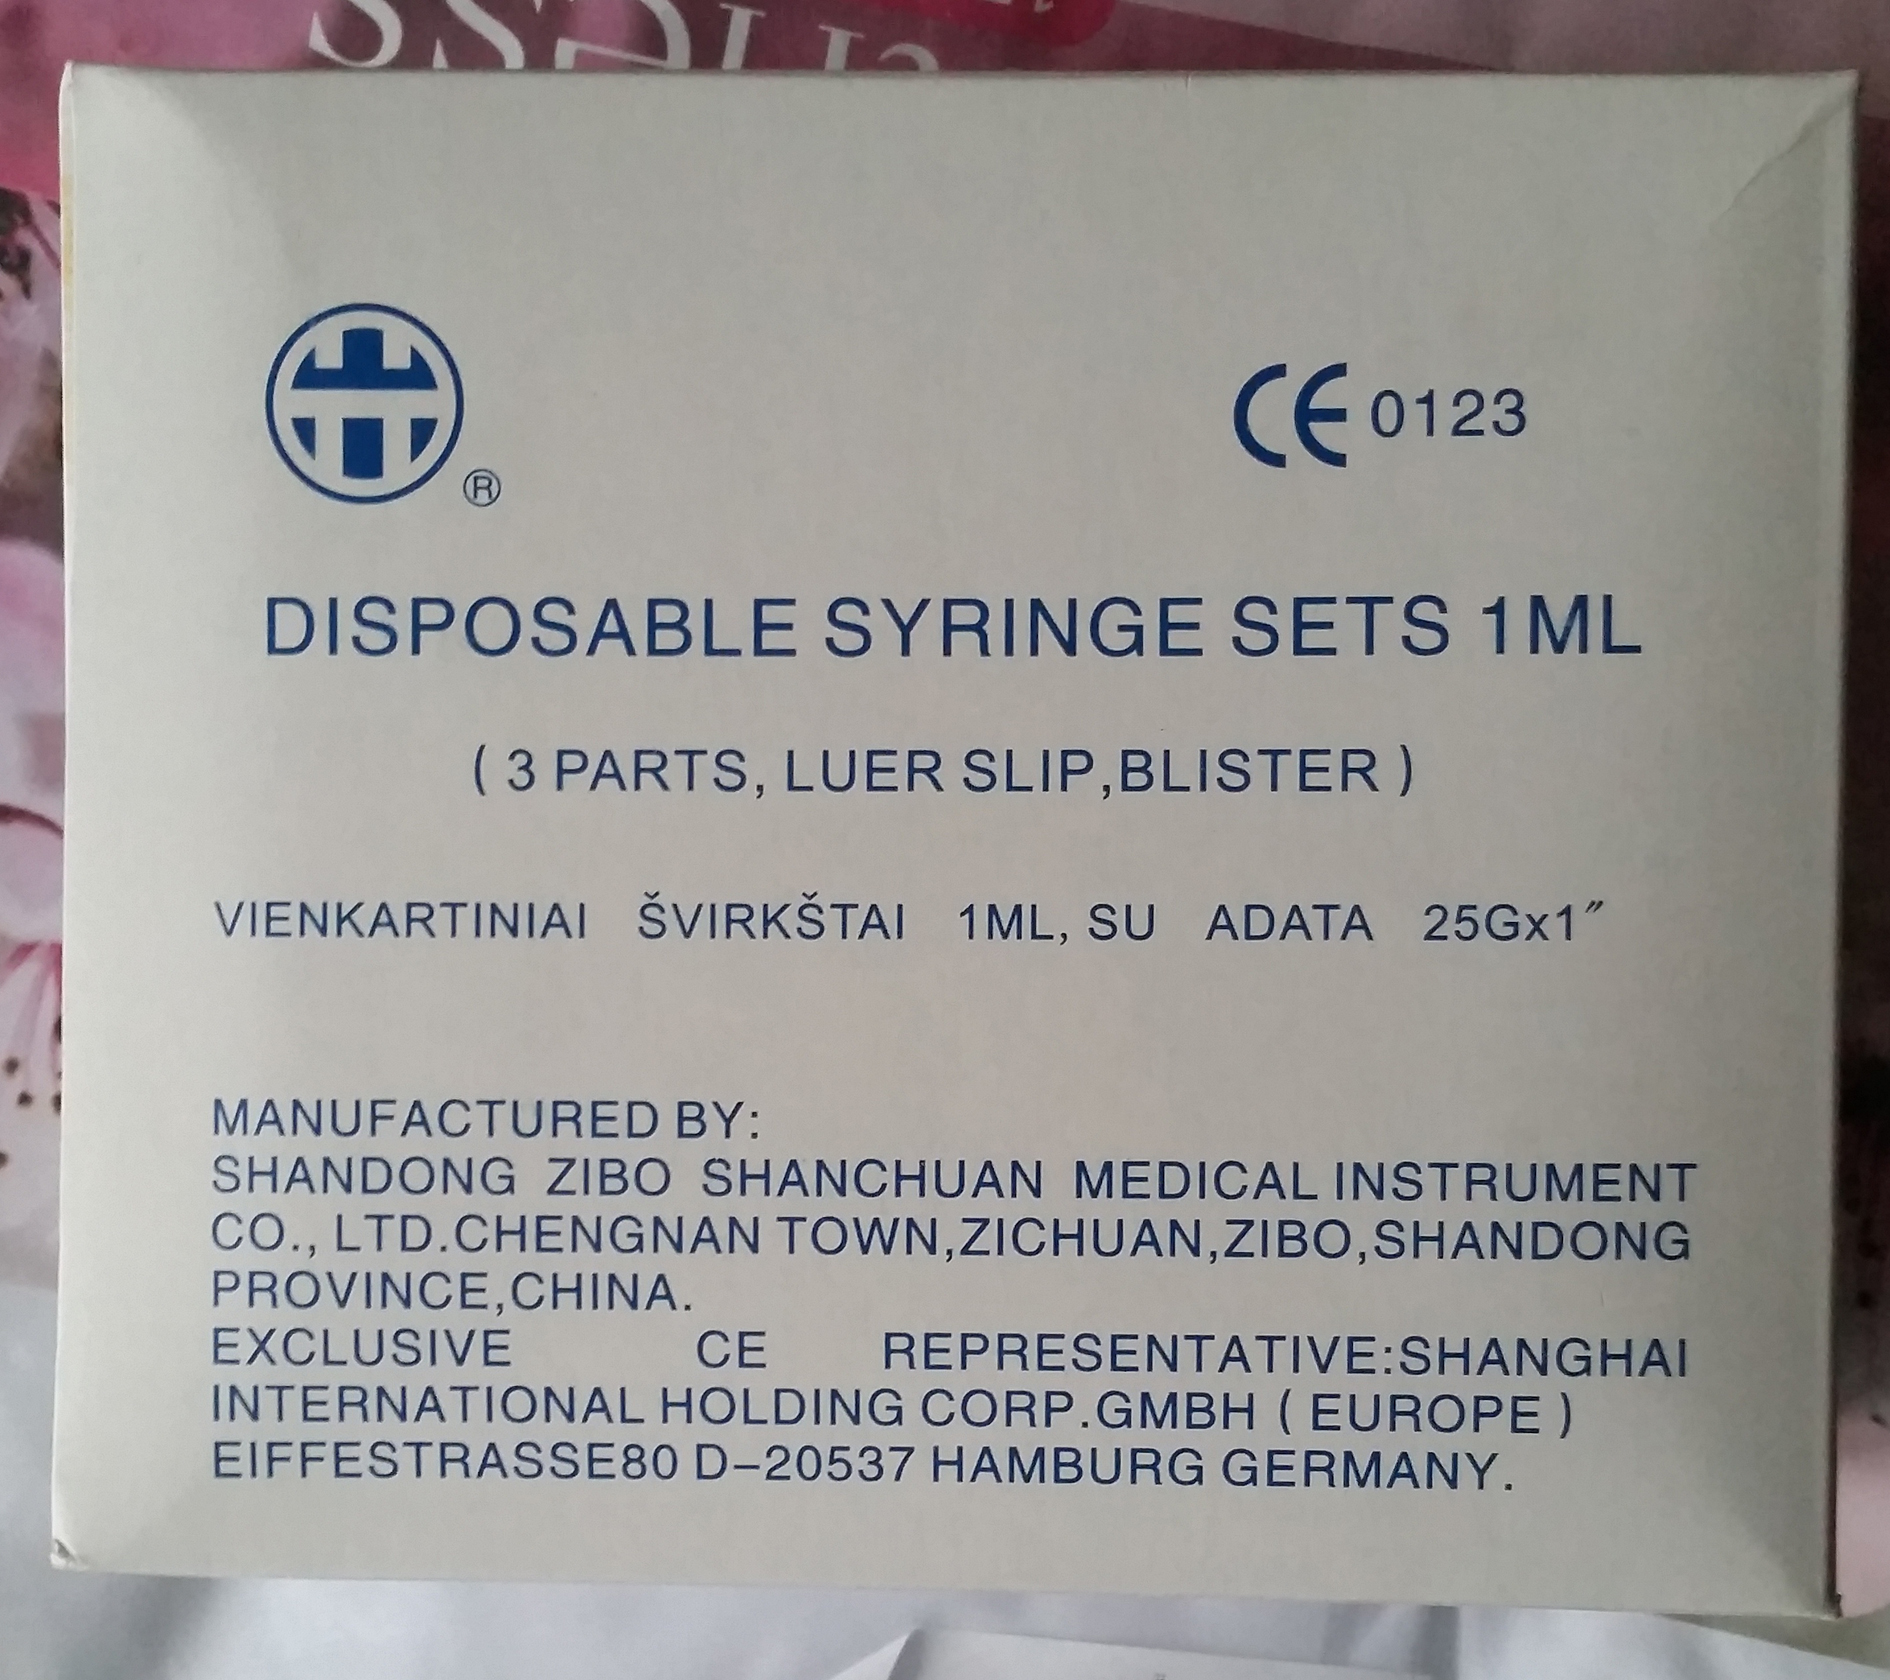 ®
CE 0123
DISPOSABLE SYRINGE SETS 1ML
( 3 PARTS, LUER SLIP,BLISTER )
VIENKARTINIAI ŠVIRKŠTAI 1ML, SU ADATA 25Gx1″
MANUFACTURED BY:
SHANDONG ZIBO SHANCHUAN MEDICAL INSTRUMENT
CO., LTD.CHENGNAN TOWN,ZICHUAN,ZIBO,SHANDONG
PROVINCE,CHINA.
EXCLUSIVE CE REPRESENTATIVE:SHANGHAI
INTERNATIONAL HOLDING CORP.GMBH ( EUROPE )
EIFFESTRASSE80 D–20537 HAMBURG GERMANY.